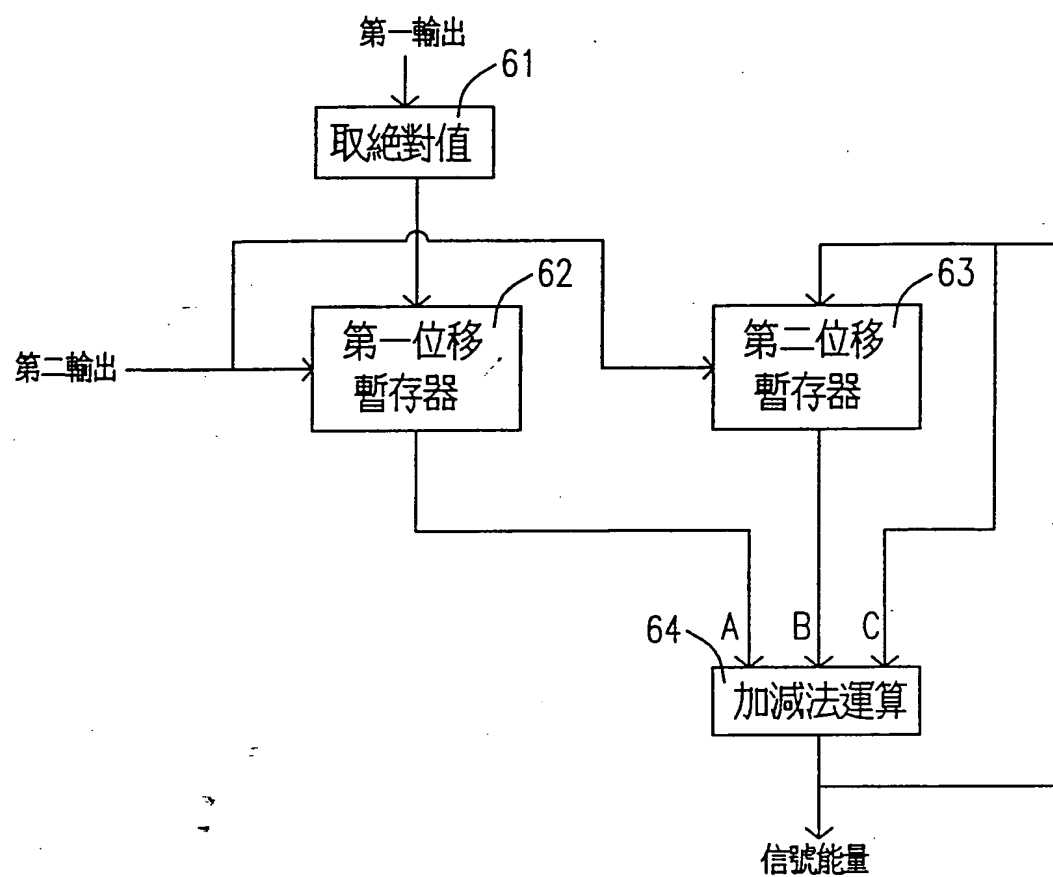 第一輸出
61
取絕對值
62
63
第一位移
暫存器
第二位移
暫存器
第二輸出
64
A
B
C
加減法運算
信號能量